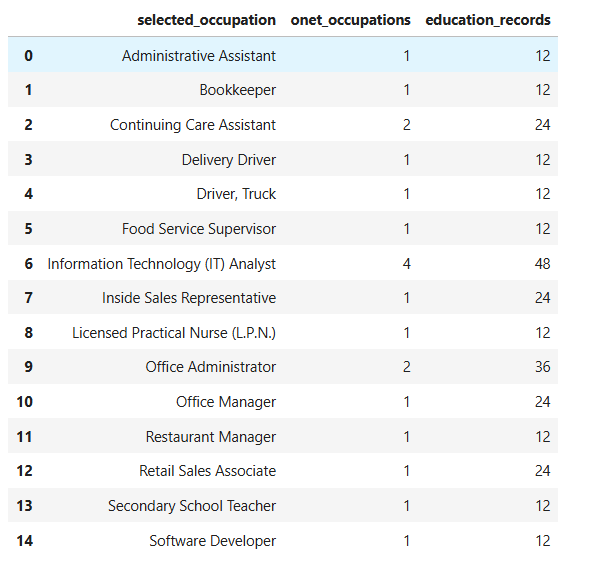 selected_occupation onet_occupations education_records
0 Administrative Assistant 1 12
1 Bookkeeper 1 12
2 Continuing Care Assistant 2 24
3 Delivery Driver 1 12
4 Driver, Truck 1 12
5 Food Service Supervisor 1 12
6 Information Technology (IT) Analyst 4 48
7 Inside Sales Representative 1 24
8 Licensed Practical Nurse (L.P.N.) 1 12
9 Office Administrator 2 36
10 Office Manager 1 24
11 Restaurant Manager 1 12
12 Retail Sales Associate 1 24
13 Secondary School Teacher 1 12
14 Software Developer 1 12